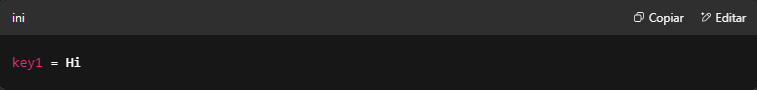 ini Copiar Editar
key1 = Hi